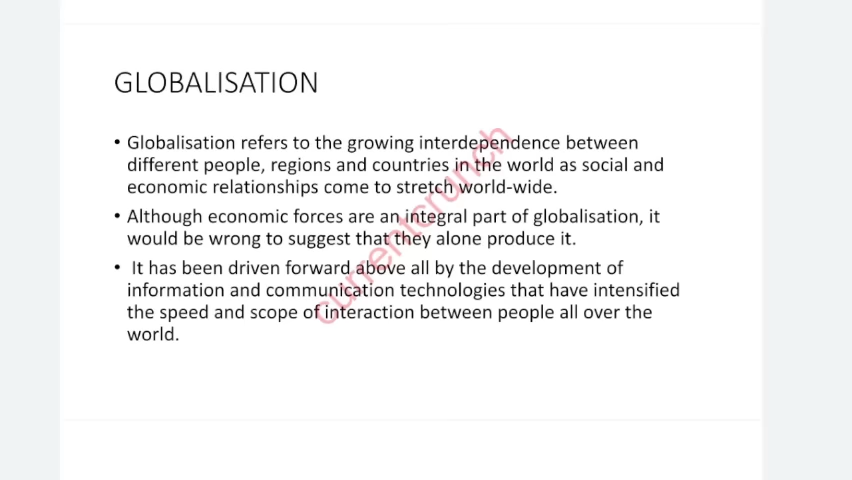 GLOBALISATION
• Globalisation refers to the growing interdependence between
different people, regions and countries in the world as social and
economic relationships come to stretch world-wide.
• Although economic forces are an integral part of globalisation, it
would be wrong to suggest that they alone produce it.
• It has been driven forward above all by the development of
information and communication technologies that have intensified
the speed and scope of interaction between people all over the
world.
currentcrunch